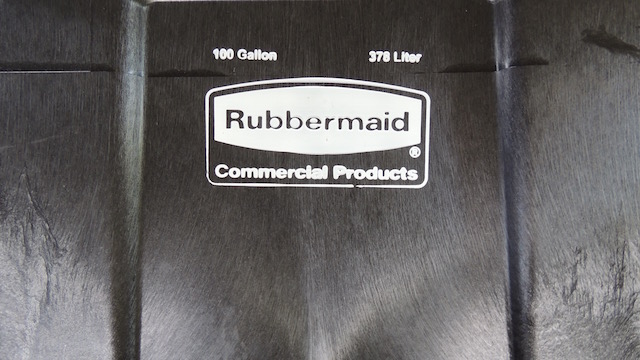 100 Gallon 378 Liter
Rubbermaid
®
Commercial Products